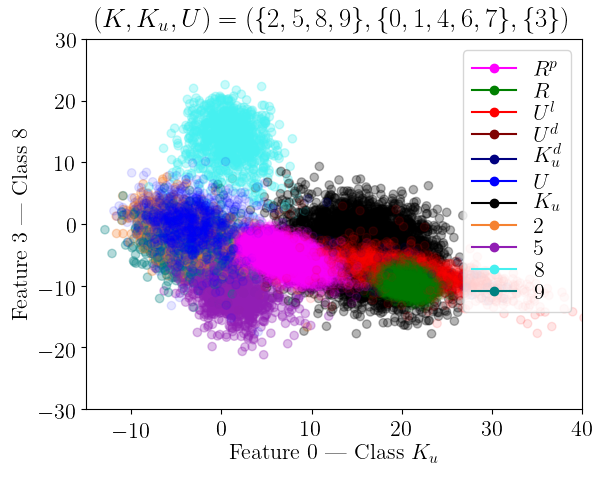 (K, K_u, U) = ({2, 5, 8, 9}, {0, 1, 4, 6, 7}, {3})
30
20
10
0
−10
−20
−30
Feature 3 — Class 8
R^p
R
U^l
U^d
K_u^d
U
K_u
2
5
8
9
−10
0
10
20
30
40
Feature 0 — Class K_u